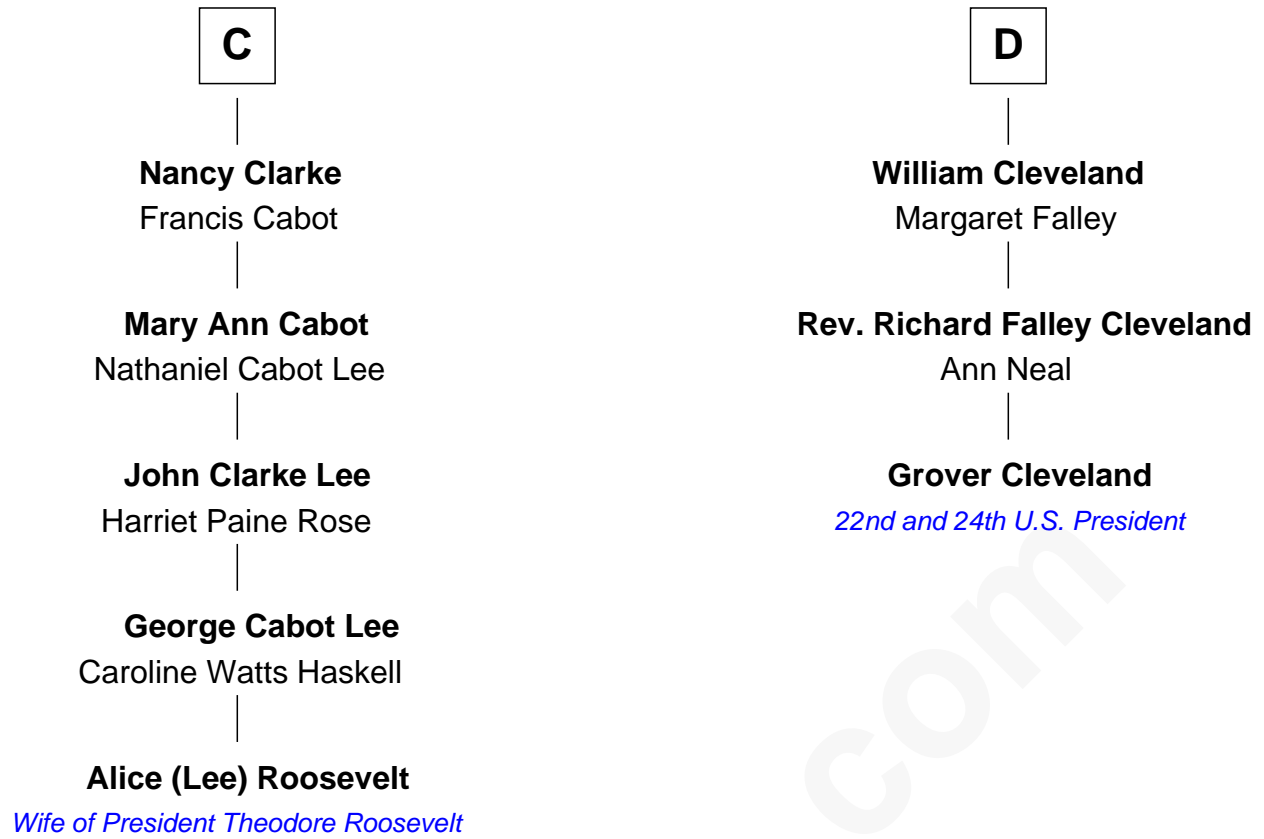 C
Nancy Clarke
Francis Cabot
Mary Ann Cabot
Nathaniel Cabot Lee
John Clarke Lee
Harriet Paine Rose
George Cabot Lee
Caroline Watts Haskell
Alice (Lee) Roosevelt
Wife of President Theodore Roosevelt
D
William Cleveland
Margaret Falley
Rev. Richard Falley Cleveland
Ann Neal
Grover Cleveland
22nd and 24th U.S. President
com